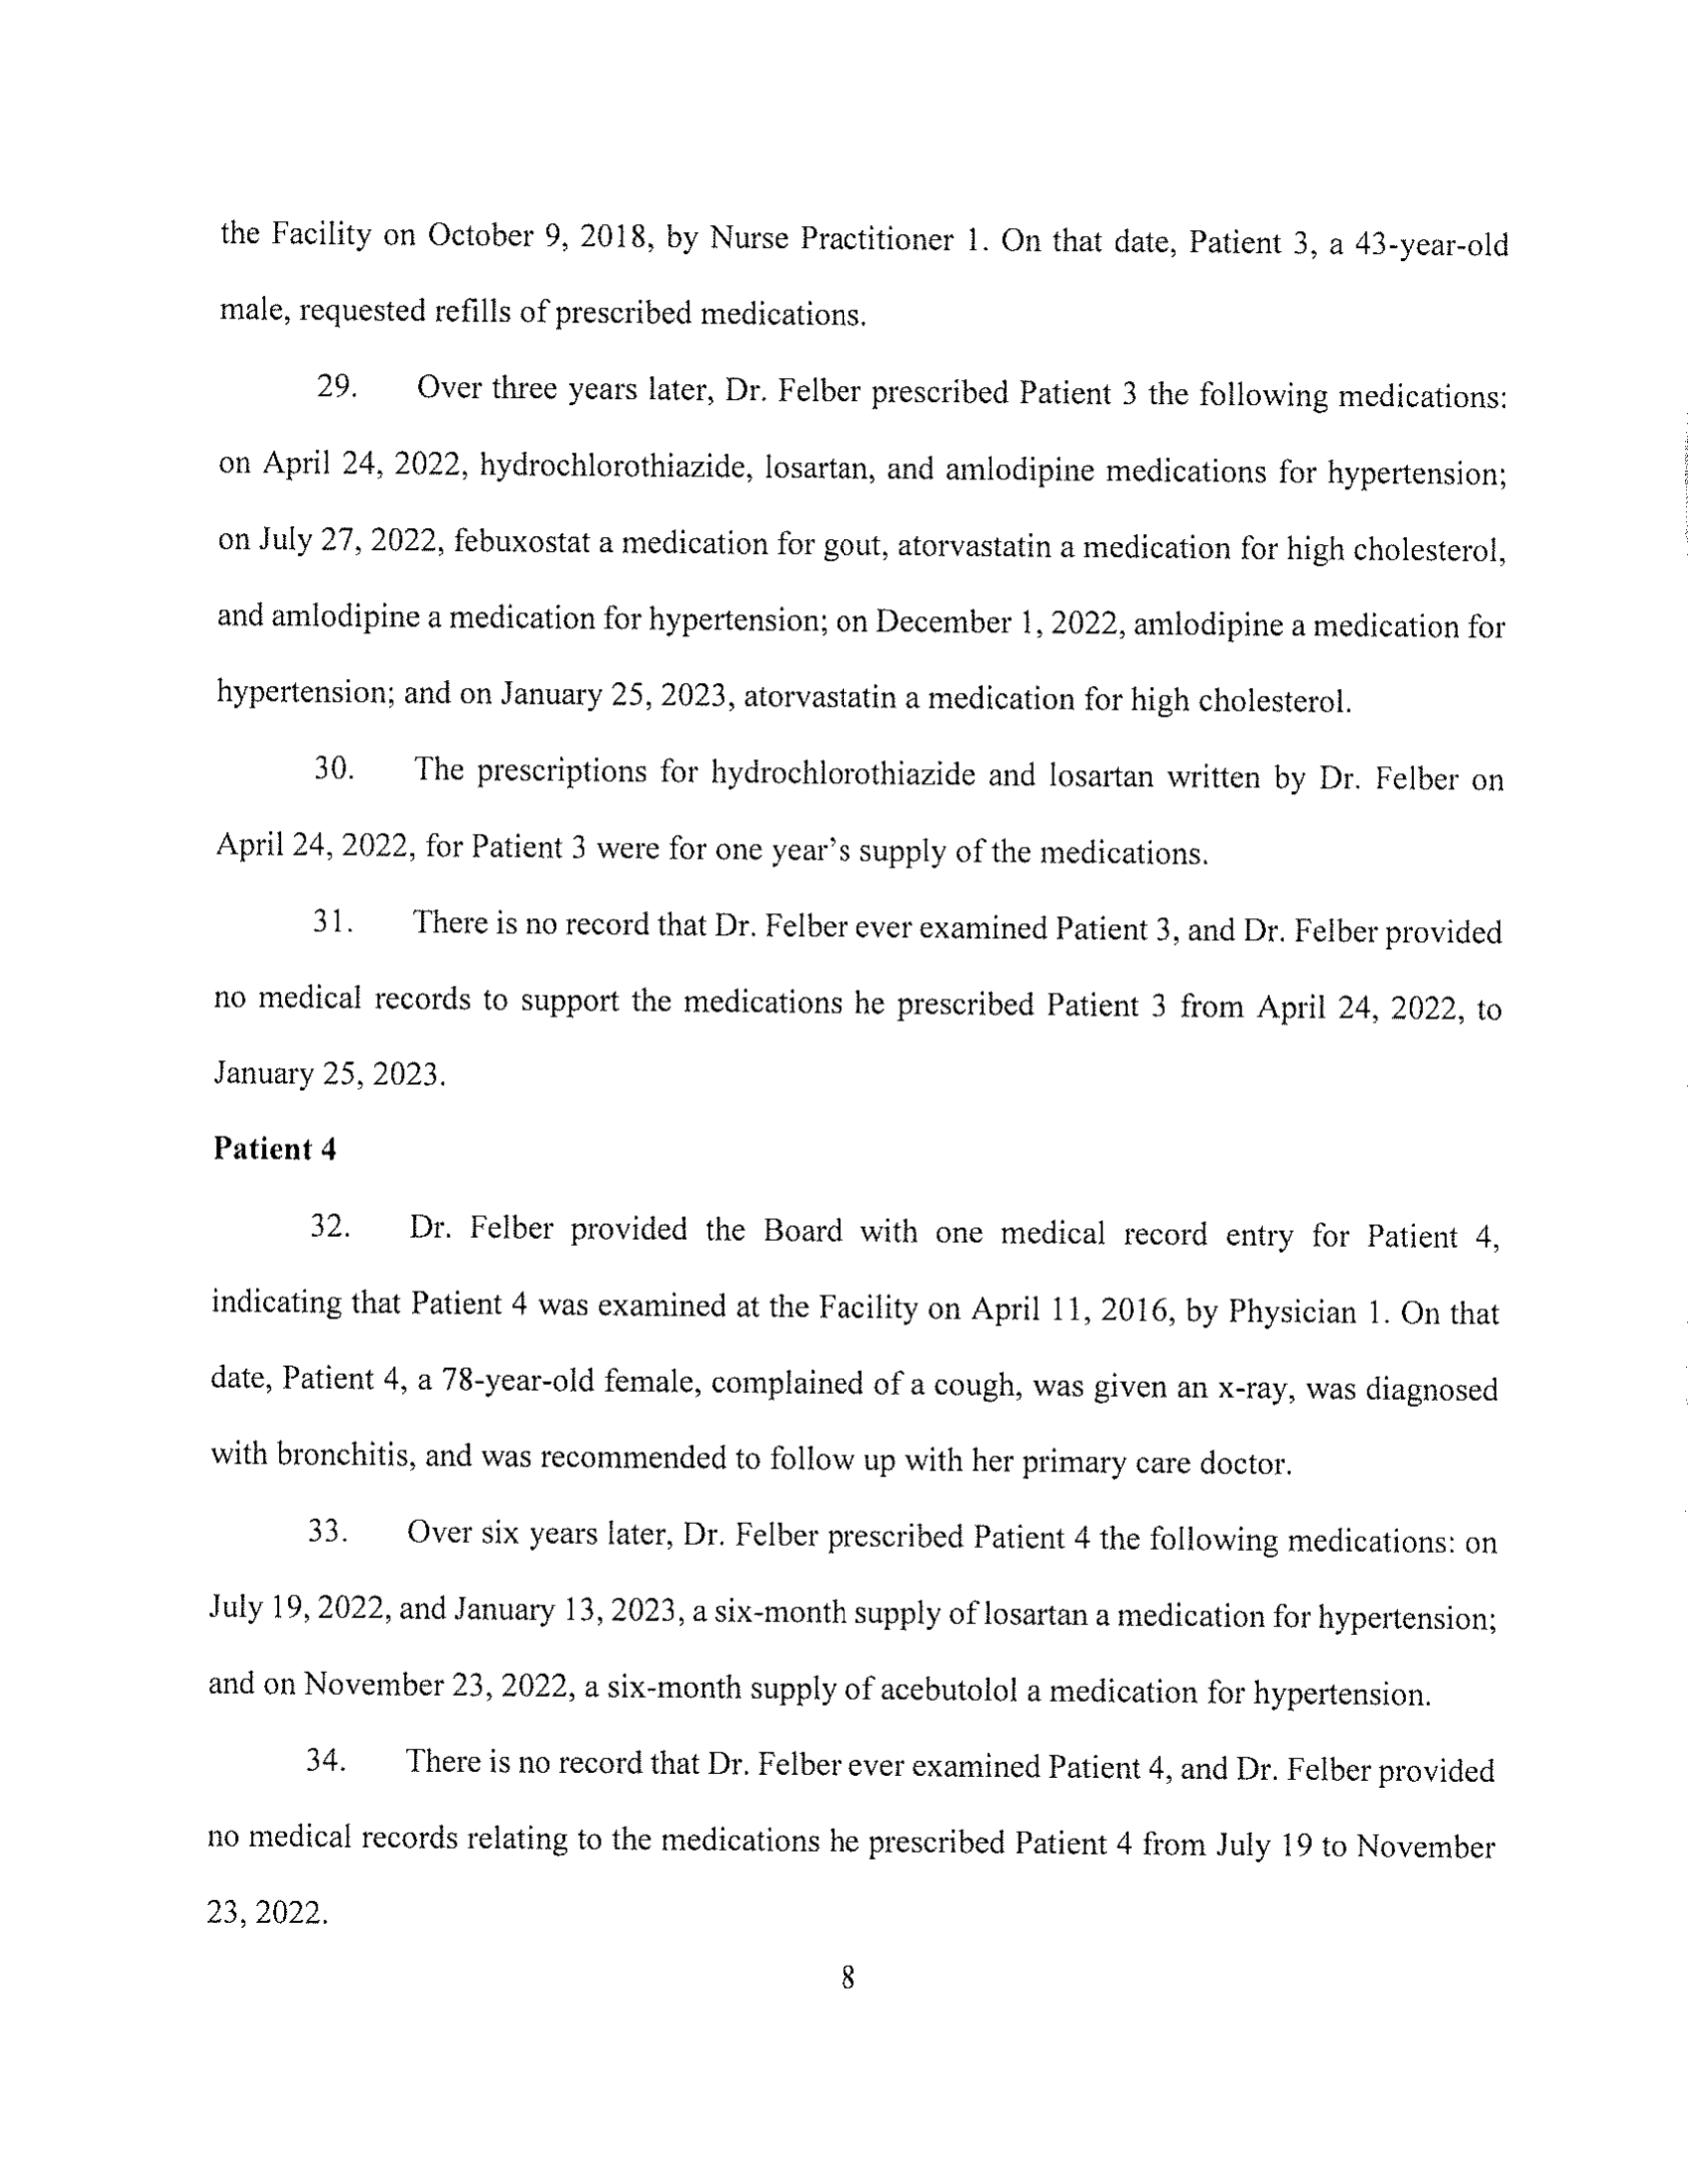 the Facility on October 9, 2018, by Nurse Practitioner 1. On that date, Patient 3, a 43-year-old
male, requested refills of prescribed medications.
29. Over three years later, Dr. Felber prescribed Patient 3 the following medications:
on April 24, 2022, hydrochlorothiazide, losartan, and amlodipine medications for hypertension;
on July 27, 2022, febuxostat a medication for gout, atorvastatin a medication for high cholesterol,
and amlodipine a medication for hypertension; on December 1, 2022, amlodipine a medication for
hypertension; and on January 25, 2023, atorvastatin a medication for high cholesterol.
30. The prescriptions for hydrochlorothiazide and losartan written by Dr. Felber on
April 24, 2022, for Patient 3 were for one year's supply of the medications.
31. There is no record that Dr. Felber ever examined Patient 3, and Dr. Felber provided
no medical records to support the medications he prescribed Patient 3 from April 24, 2022, to
January 25, 2023.
Patient 4
32. Dr. Felber provided the Board with one medical record entry for Patient 4,
indicating that Patient 4 was examined at the Facility on April 11, 2016, by Physician 1. On that
date, Patient 4, a 78-year-old female, complained of a cough, was given an x-ray, was diagnosed
with bronchitis, and was recommended to follow up with her primary care doctor.
33. Over six years later, Dr. Felber prescribed Patient 4 the following medications: on
July 19, 2022, and January 13, 2023, a six-month supply of losartan a medication for hypertension;
and on November 23, 2022, a six-month supply of acebutolol a medication for hypertension.
34. There is no record that Dr. Felber ever examined Patient 4, and Dr. Felber provided
no medical records relating to the medications he prescribed Patient 4 from July 19 to November
23, 2022.
8